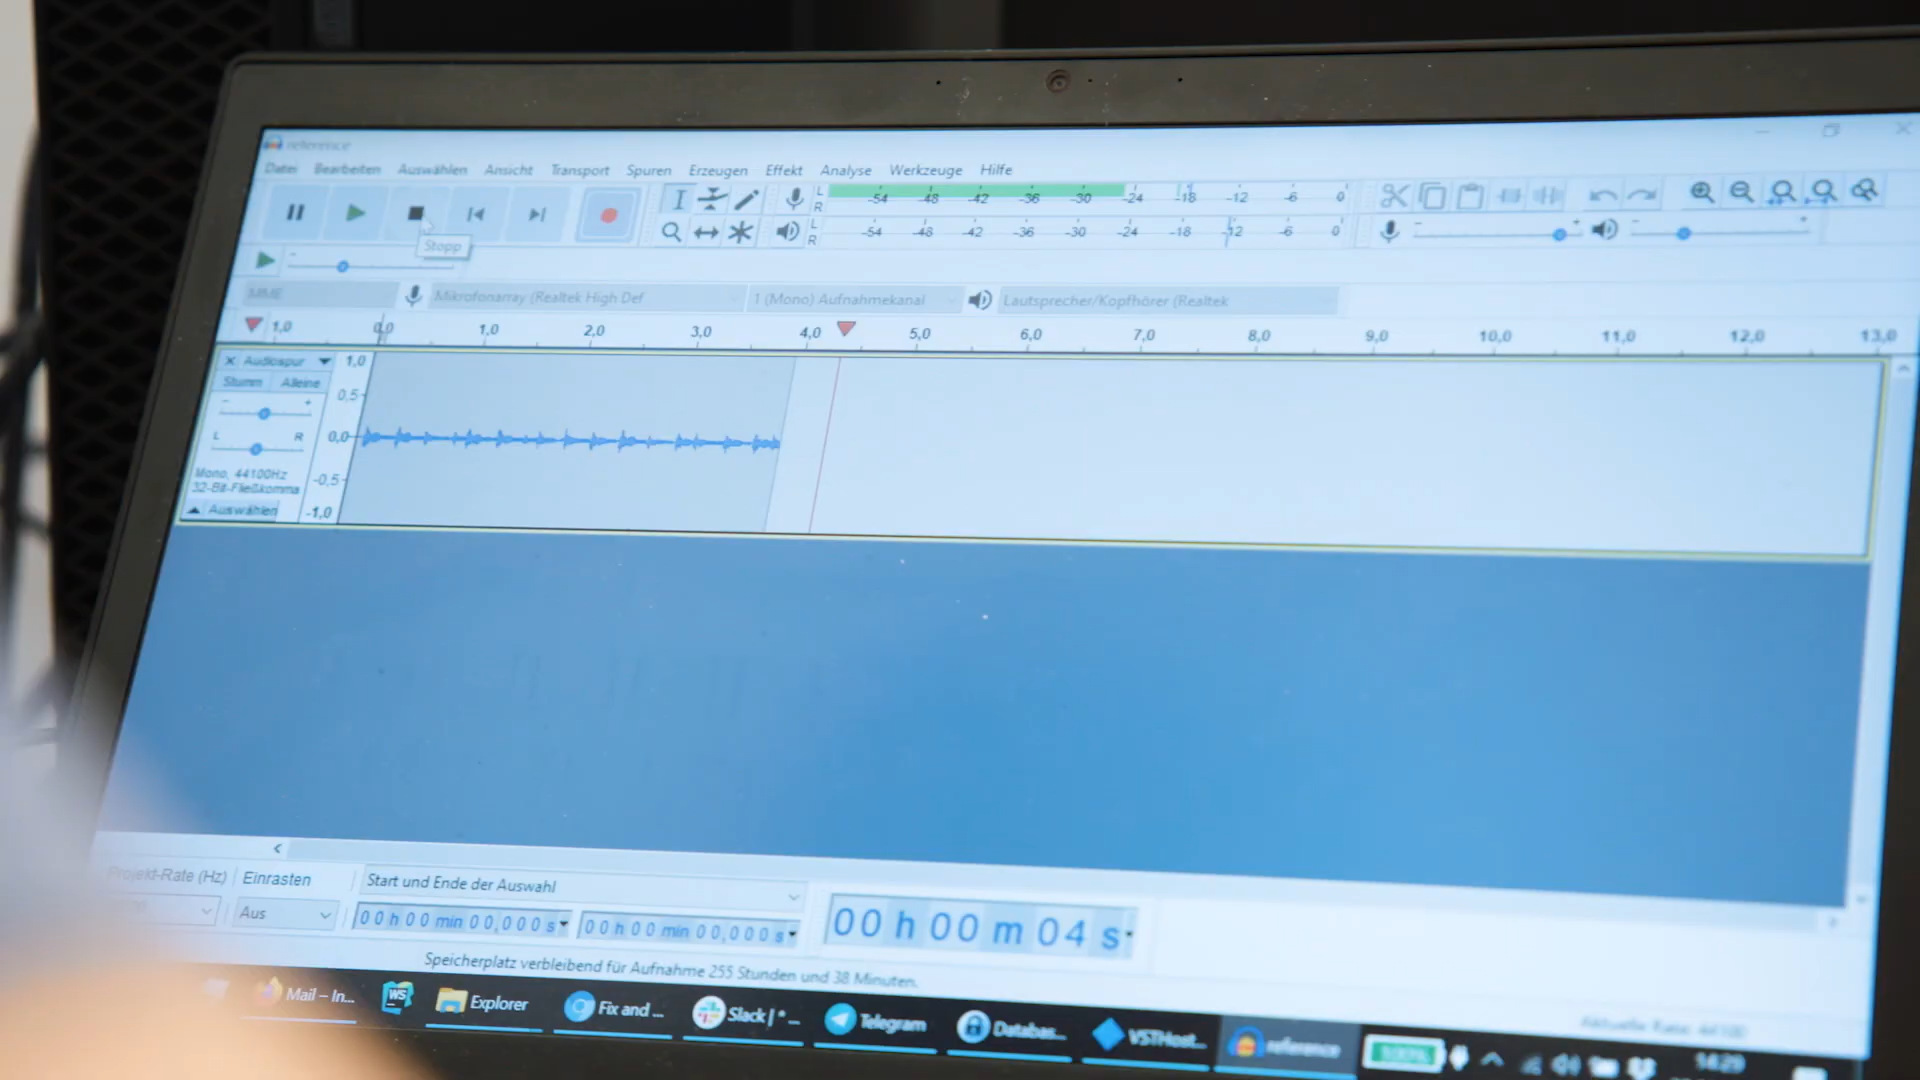 reference
Datei Bearbeiten Auswählen Ansicht Transport Spuren Erzeugen Effekt Analyse Werkzeuge Hilfe
L
R
-54 -48 -42 -36 -30 -24 -18 -12 -6 0
Stopp
L
R
-54 -48 -42 -36 -30 -24 -18 -12 -6 0
MME Mikrofonarray (Realtek High Def 1 (Mono) Aufnahmekanal Lautsprecher/Kopfhörer (Realtek
1,0 0,0 1,0 2,0 3,0 4,0 5,0 6,0 7,0 8,0 9,0 10,0 11,0 12,0 13,0
Audiospur 1,0
Stumm Alleine 0,5
L R 0,0
Mono, 44100Hz -0,5
32-Bit-Fließkomma
Auswählen -1,0
Projekt-Rate (Hz) Einrasten Start und Ende der Auswahl
Aus 00 h 00 min 00,000 s 00 h 00 min 00,000 s 00 h 00 m 04 s
Speicherplatz verbleibend für Aufnahme 255 Stunden und 38 Minuten.
Mail – In... WS Explorer Fix and ... Slack | * ... Telegram Databas... VSTHost... reference 100% 14:29